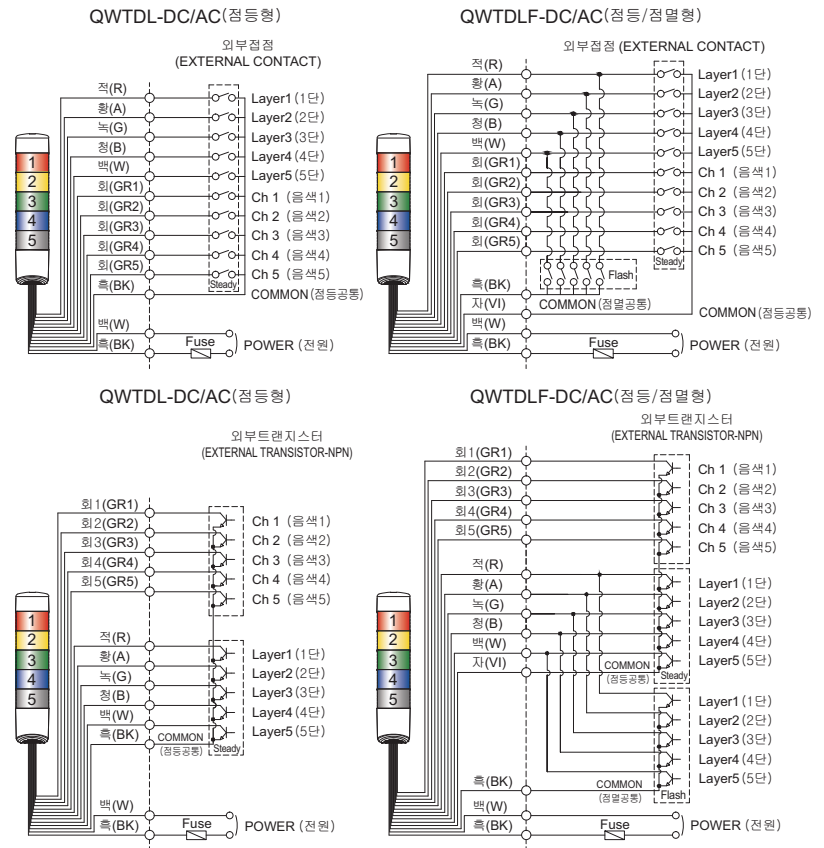 QWTDL-DC/AC(점등형)
외부접점
(EXTERNAL CONTACT)
적(R)
Layer1(1단)
황(A)
Layer2(2단)
녹(G)
Layer3(3단)
청(B)
Layer4(4단)
백(W)
Layer5(5단)
회(GR1)
Ch 1 (음색1)
회(GR2)
Ch 2 (음색2)
회(GR3)
Ch 3 (음색3)
회(GR4)
Ch 4 (음색4)
회(GR5)
Ch 5 (음색5)
Steady
흑(BK)
COMMON(점등공통)
백(W)
흑(BK)
Fuse
POWER (전원)
1
2
3
4
5
QWTDLF-DC/AC(점등/점멸형)
외부접점 (EXTERNAL CONTACT)
적(R)
Layer1(1단)
황(A)
Layer2(2단)
녹(G)
Layer3(3단)
청(B)
Layer4(4단)
백(W)
Layer5(5단)
회(GR1)
Ch 1 (음색1)
회(GR2)
Ch 2 (음색2)
회(GR3)
Ch 3 (음색3)
회(GR4)
Ch 4 (음색4)
회(GR5)
Ch 5 (음색5)
Steady
Flash
흑(BK)
COMMON(점멸공통)
자(VI)
COMMON(점등공통)
백(W)
흑(BK)
Fuse
POWER (전원)
1
2
3
4
5
QWTDL-DC/AC(점등형)
외부트랜지스터
(EXTERNAL TRANSISTOR-NPN)
회1(GR1)
Ch 1 (음색1)
회2(GR2)
Ch 2 (음색2)
회3(GR3)
Ch 3 (음색3)
회4(GR4)
Ch 4 (음색4)
회5(GR5)
Ch 5 (음색5)
적(R)
Layer1(1단)
황(A)
Layer2(2단)
녹(G)
Layer3(3단)
청(B)
Layer4(4단)
백(W)
Layer5(5단)
흑(BK)
COMMON
(점등공통)
Steady
백(W)
흑(BK)
Fuse
POWER (전원)
1
2
3
4
5
QWTDLF-DC/AC(점등/점멸형)
외부트랜지스터
(EXTERNAL TRANSISTOR-NPN)
회1(GR1)
Ch 1 (음색1)
회2(GR2)
Ch 2 (음색2)
회3(GR3)
Ch 3 (음색3)
회4(GR4)
Ch 4 (음색4)
회5(GR5)
Ch 5 (음색5)
적(R)
Layer1(1단)
황(A)
Layer2(2단)
녹(G)
Layer3(3단)
청(B)
Layer4(4단)
백(W)
Layer5(5단)
자(VI)
COMMON
(점등공통)
Steady
Layer1(1단)
Layer2(2단)
Layer3(3단)
Layer4(4단)
Layer5(5단)
흑(BK)
COMMON
(점멸공통)
Flash
백(W)
흑(BK)
Fuse
POWER (전원)
1
2
3
4
5